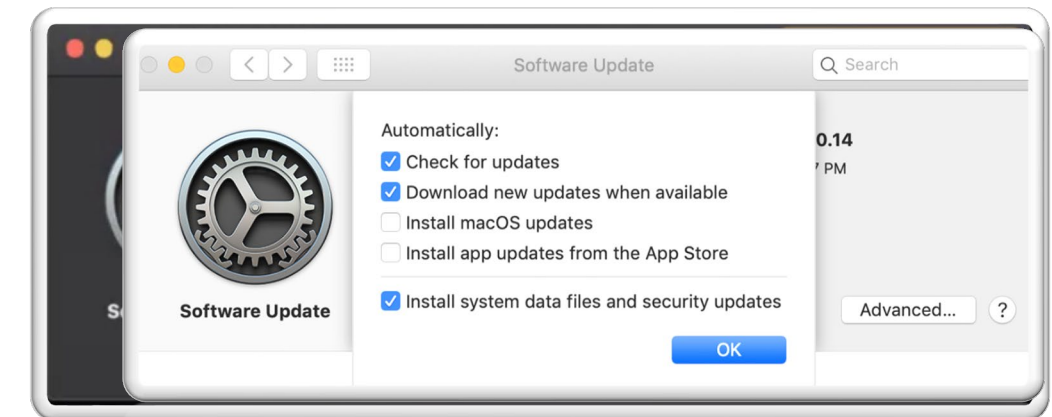 Software Update
Search
Automatically:
Check for updates
Download new updates when available
Install macOS updates
Install app updates from the App Store
Install system data files and security updates
OK
Software Update
0.14
7 PM
Advanced...
?